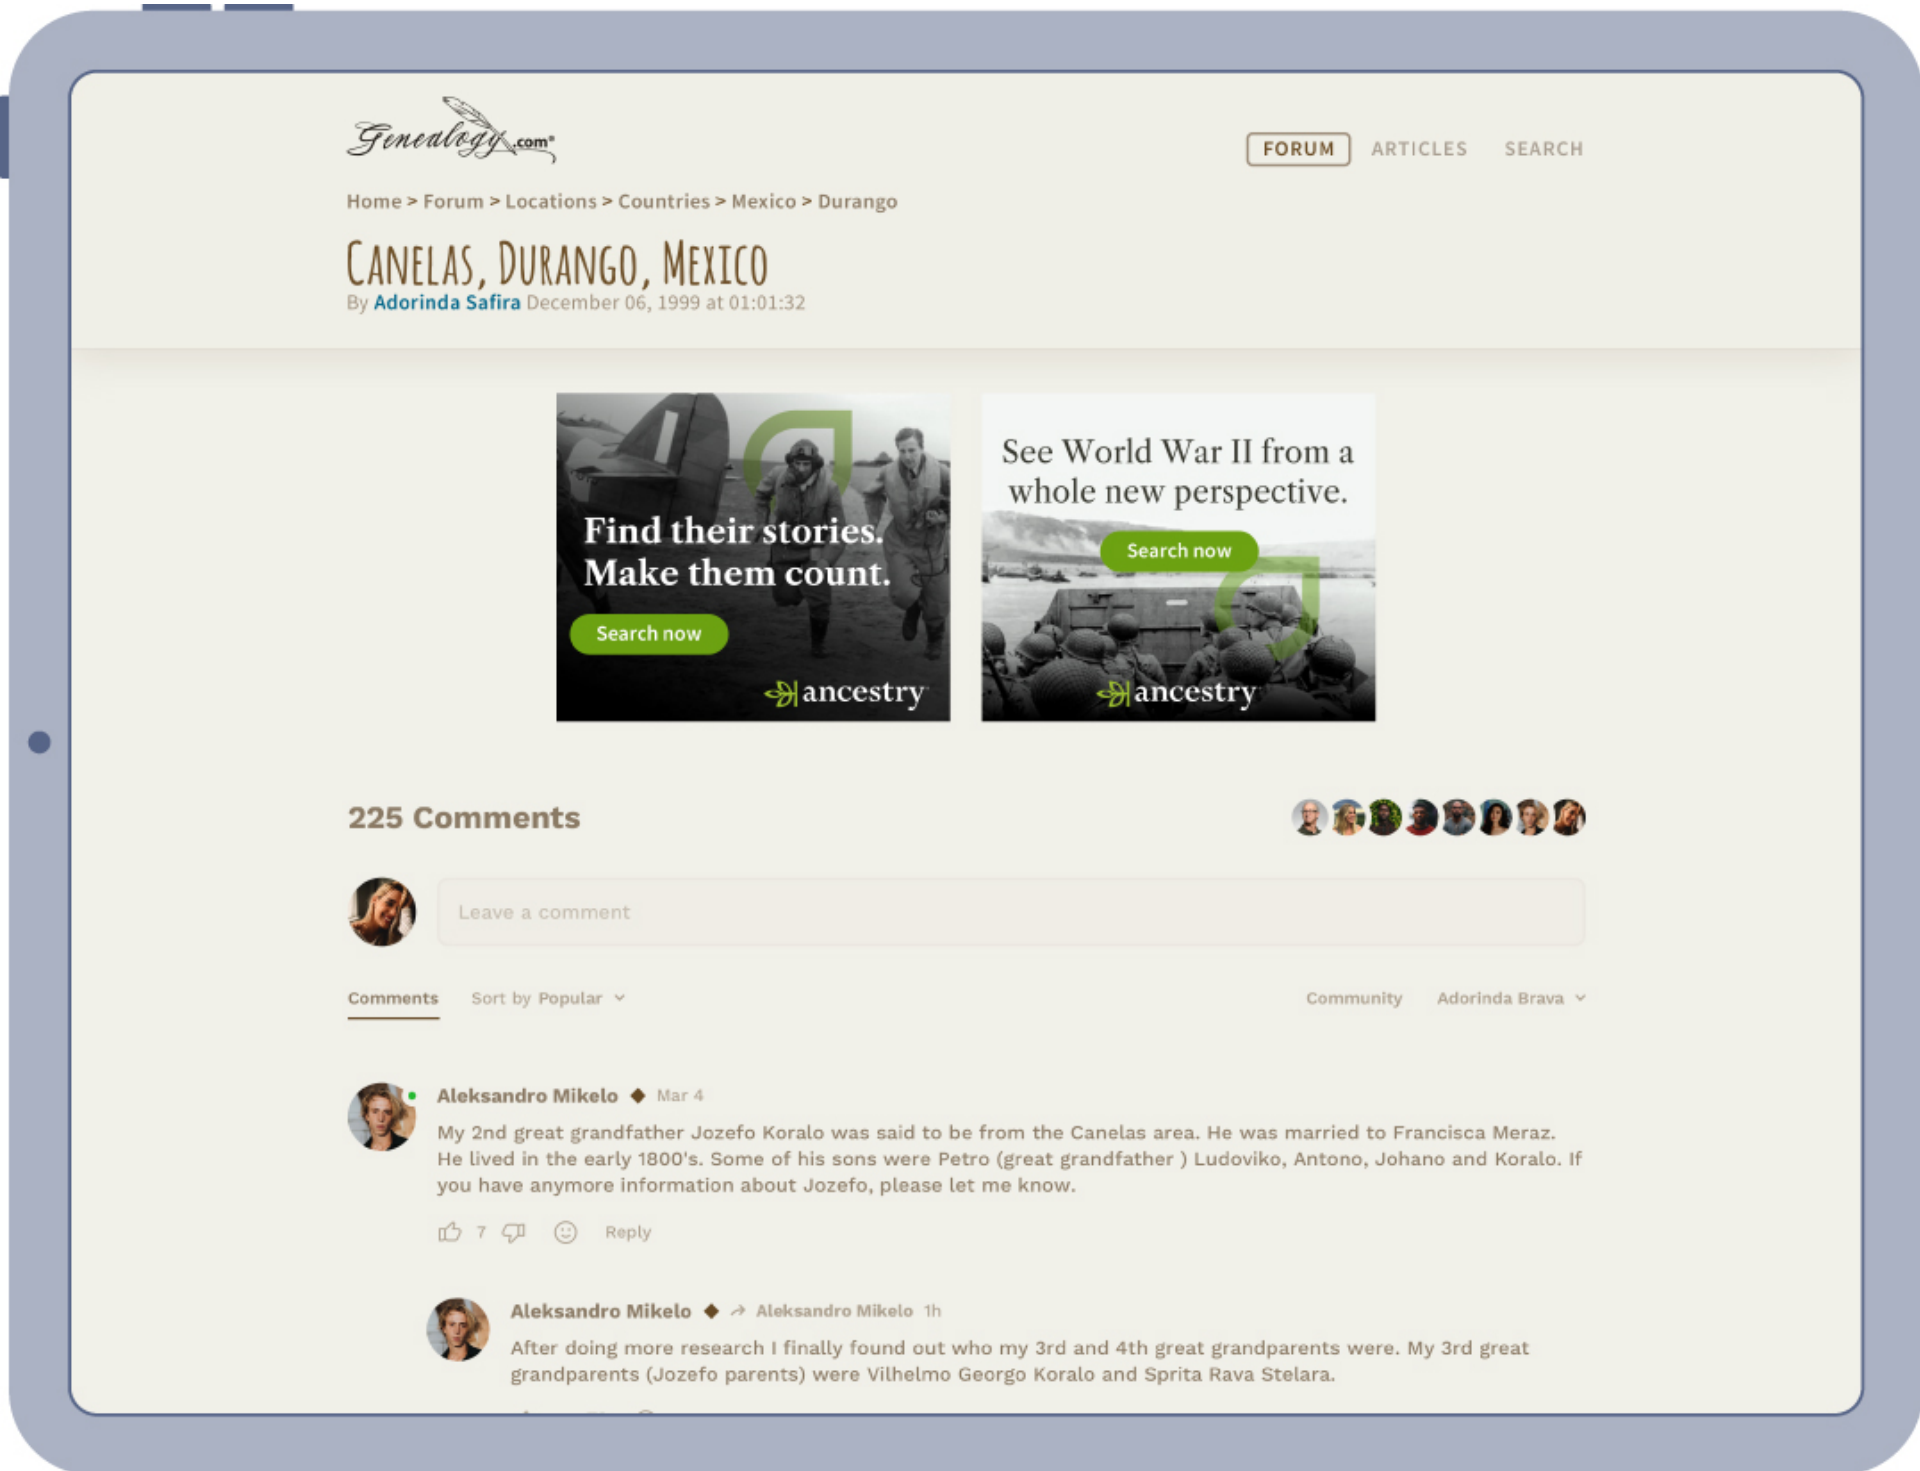 Genealogy.com®
FORUM ARTICLES SEARCH
Home > Forum > Locations > Countries > Mexico > Durango
CANELAS, DURANGO, MEXICO
By Adorinda Safira December 06, 1999 at 01:01:32
Find their stories.
Make them count.
Search now
ancestry
See World War II from a
whole new perspective.
Search now
ancestry
225 Comments
Leave a comment
Comments Sort by Popular Community Adorinda Brava
Aleksandro Mikelo Mar 4
My 2nd great grandfather Jozefo Koralo was said to be from the Canelas area. He was married to Francisca Meraz.
He lived in the early 1800's. Some of his sons were Petro (great grandfather ) Ludoviko, Antono, Johano and Koralo. If
you have anymore information about Jozefo, please let me know.
7 Reply
Aleksandro Mikelo Aleksandro Mikelo 1h
After doing more research I finally found out who my 3rd and 4th great grandparents were. My 3rd great
grandparents (Jozefo parents) were Vilhelmo Georgo Koralo and Sprita Rava Stelara.